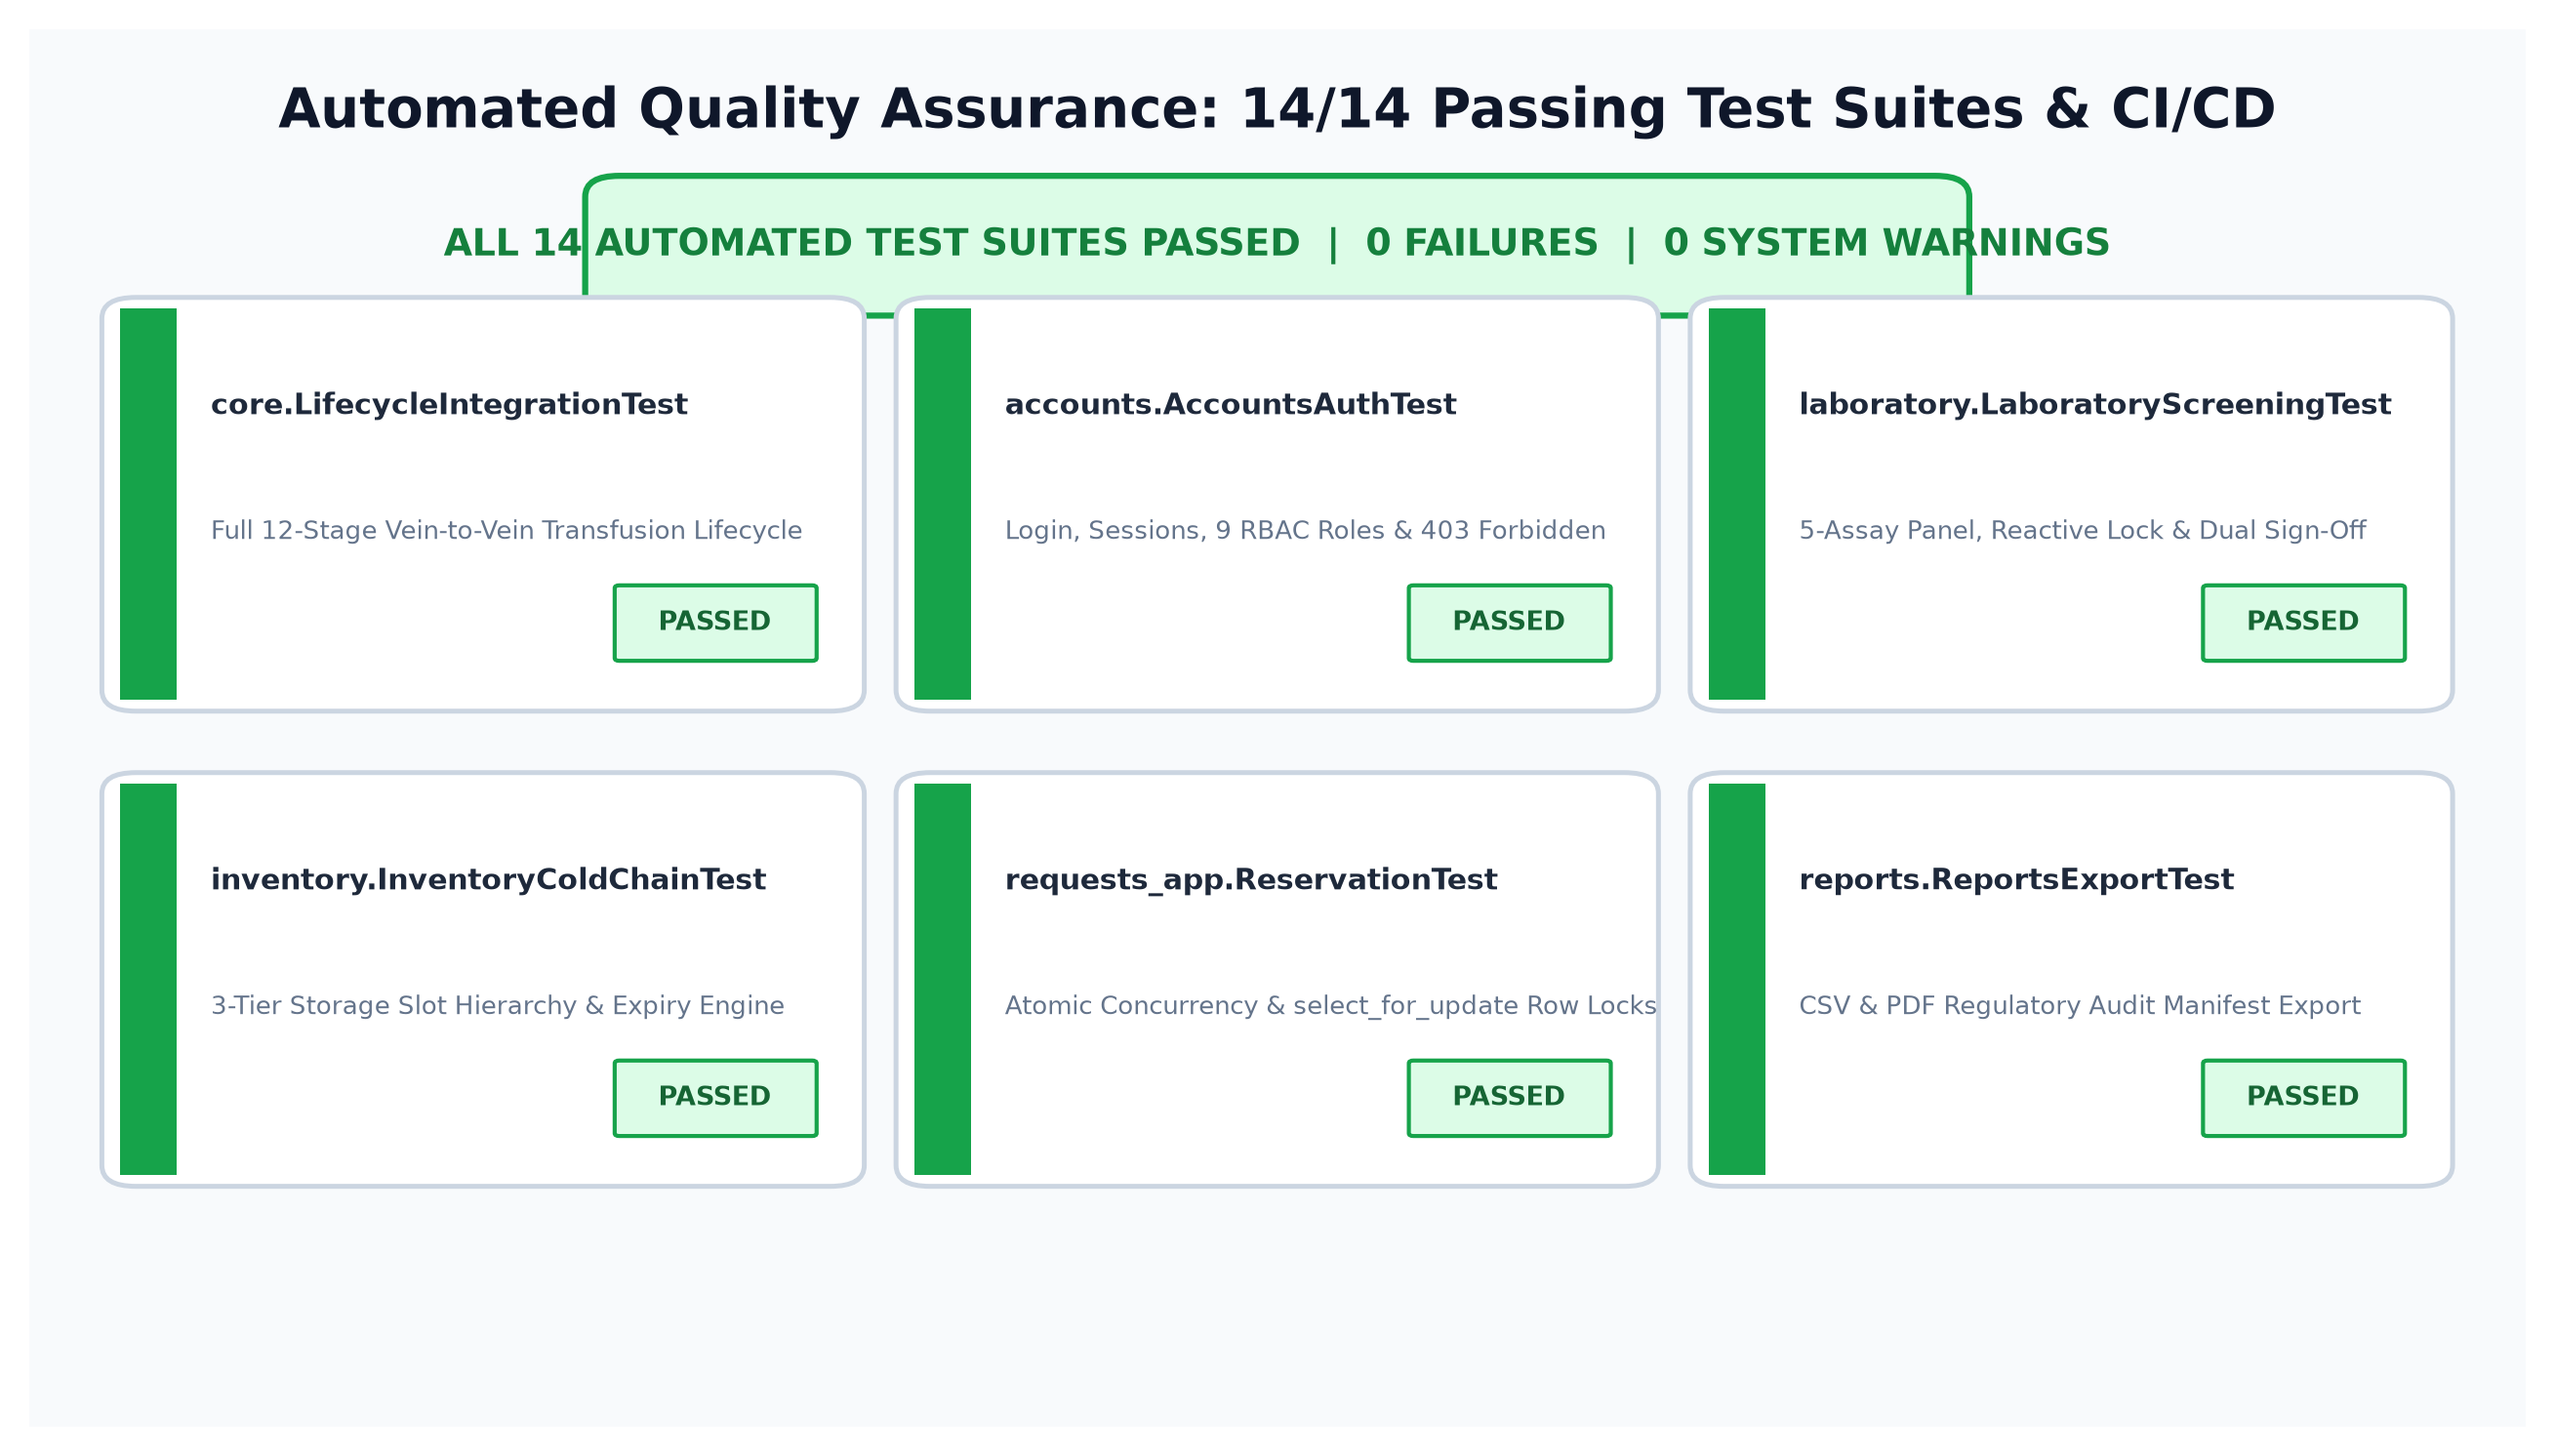 Automated Quality Assurance: 14/14 Passing Test Suites & CI/CD
ALL 14 AUTOMATED TEST SUITES PASSED | 0 FAILURES | 0 SYSTEM WARNINGS
core.LifecycleIntegrationTest
Full 12-Stage Vein-to-Vein Transfusion Lifecycle
PASSED
accounts.AccountsAuthTest
Login, Sessions, 9 RBAC Roles & 403 Forbidden
PASSED
laboratory.LaboratoryScreeningTest
5-Assay Panel, Reactive Lock & Dual Sign-Off
PASSED
inventory.InventoryColdChainTest
3-Tier Storage Slot Hierarchy & Expiry Engine
PASSED
requests_app.ReservationTest
Atomic Concurrency & select_for_update Row Locks
PASSED
reports.ReportsExportTest
CSV & PDF Regulatory Audit Manifest Export
PASSED